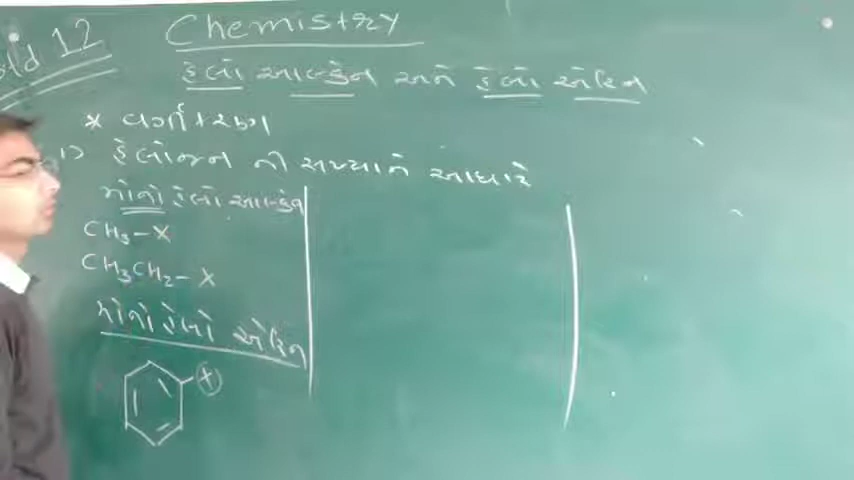 Std 12
Chemistry
હેલો આલ્કેન અને હેલો એરિન
* વર્ગીકરણ
1) હેલોજન ની સંખ્યાને આધારે
મોનો હેલો આલ્કેન
CH₃-X
CH₃CH₂-X
મોનો હેલો એરિન
X